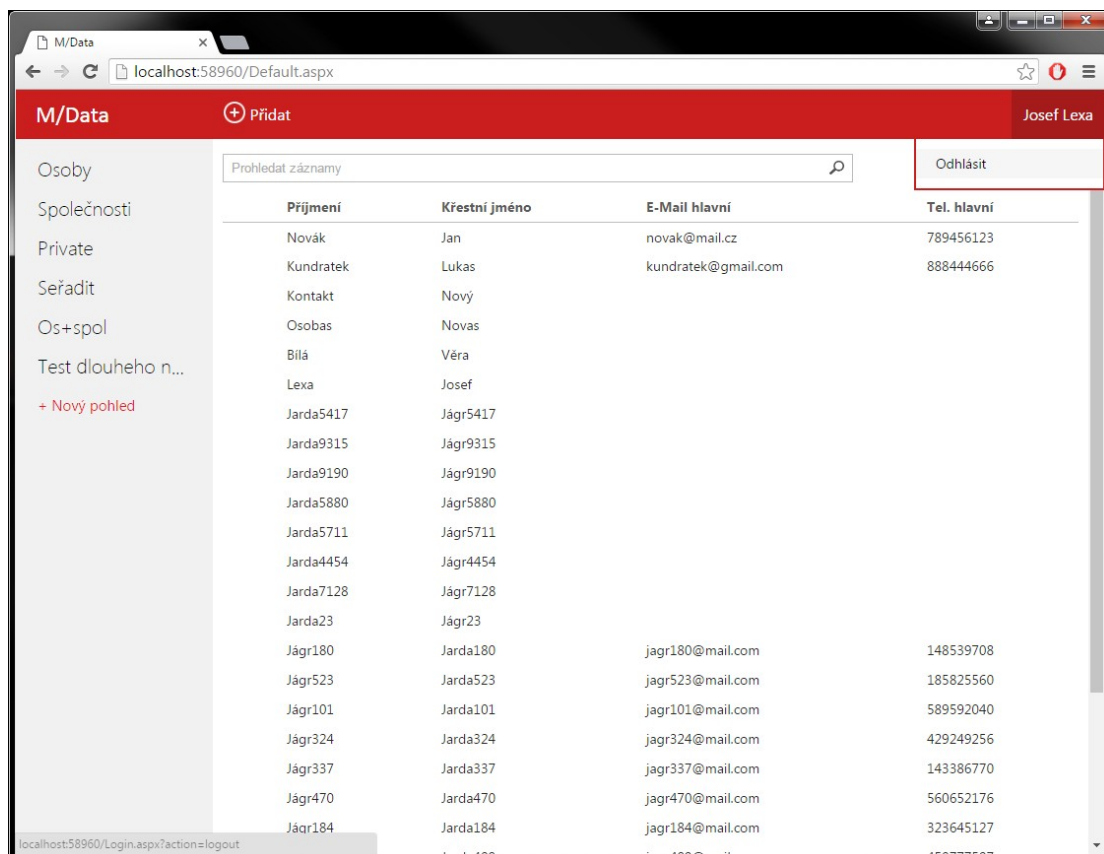 M/Data
localhost:58960/Default.aspx
M/Data Přidat Josef Lexa
Odhlásit
Osoby
Společnosti
Private
Seřadit
Os+spol
Test dlouheho n...
+ Nový pohled
Prohledat záznamy
Příjmení Křestní jméno E-Mail hlavní Tel. hlavní
Novák Jan novak@mail.cz 789456123
Kundratek Lukas kundratek@gmail.com 888444666
Kontakt Nový
Osobas Novas
Bílá Věra
Lexa Josef
Jarda5417 Jágr5417
Jarda9315 Jágr9315
Jarda9190 Jágr9190
Jarda5880 Jágr5880
Jarda5711 Jágr5711
Jarda4454 Jágr4454
Jarda7128 Jágr7128
Jarda23 Jágr23
Jágr180 Jarda180 jagr180@mail.com 148539708
Jágr523 Jarda523 jagr523@mail.com 185825560
Jágr101 Jarda101 jagr101@mail.com 589592040
Jágr324 Jarda324 jagr324@mail.com 429249256
Jágr337 Jarda337 jagr337@mail.com 143386770
Jágr470 Jarda470 jagr470@mail.com 560652176
Jágr184 Jarda184 jagr184@mail.com 323645127
localhost:58960/Login.aspx?action=logout